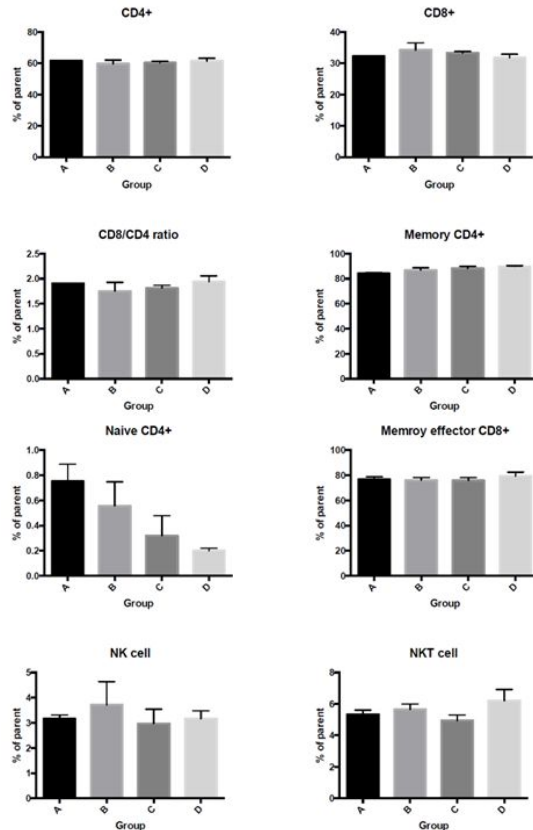 CD4+
% of parent
80
60
40
20
0
A B C D
Group
CD8+
% of parent
40
30
20
10
0
A B C D
Group
CD8/CD4 ratio
% of parent
2.5
2.0
1.5
1.0
0.5
0.0
A B C D
Group
Memory CD4+
% of parent
100
80
60
40
20
0
A B C D
Group
Naive CD4+
% of parent
1.0
0.8
0.6
0.4
0.2
0.0
A B C D
Group
Memroy effector CD8+
% of parent
100
80
60
40
20
0
A B C D
Group
NK cell
% of parent
5
4
3
2
1
0
A B C D
Group
NKT cell
% of parent
8
6
4
2
0
A B C D
Group